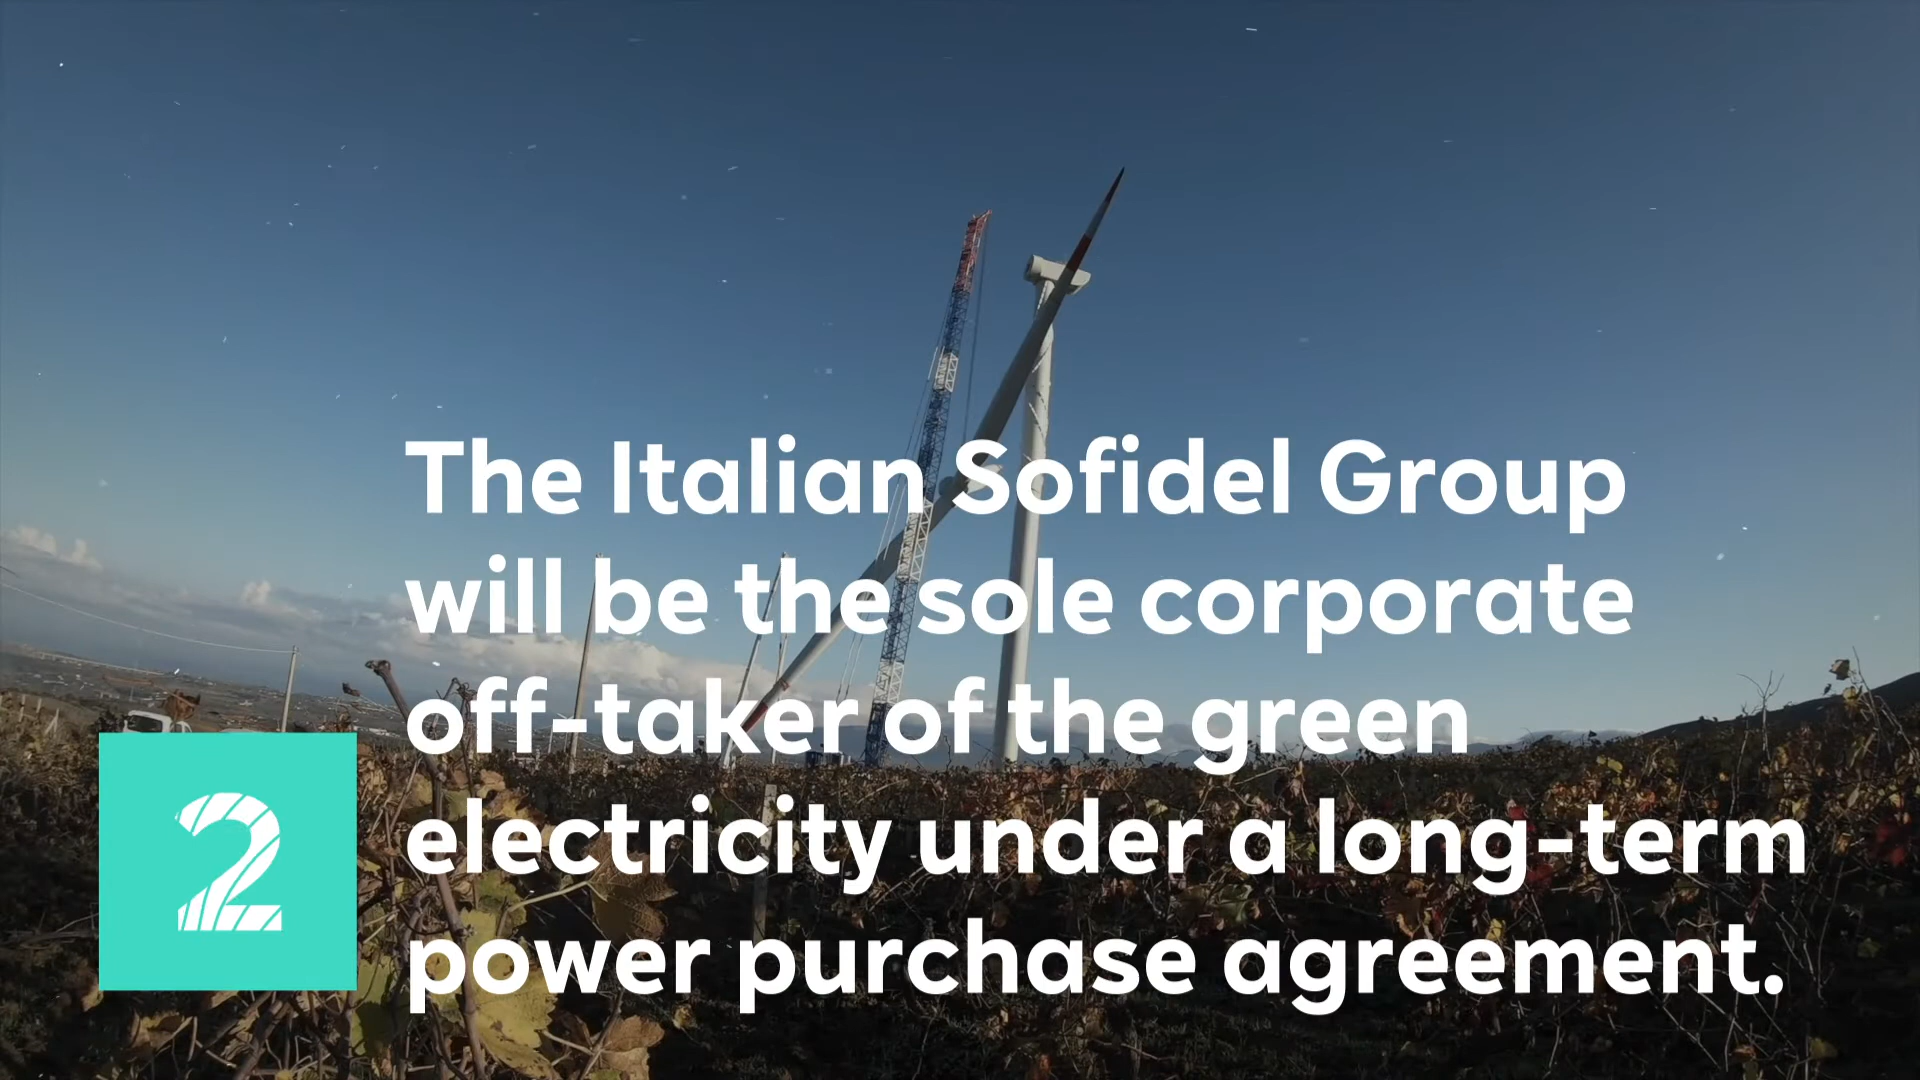 The Italian Sofidel Group
will be the sole corporate
off-taker of the green
electricity under a long-term
power purchase agreement.
2